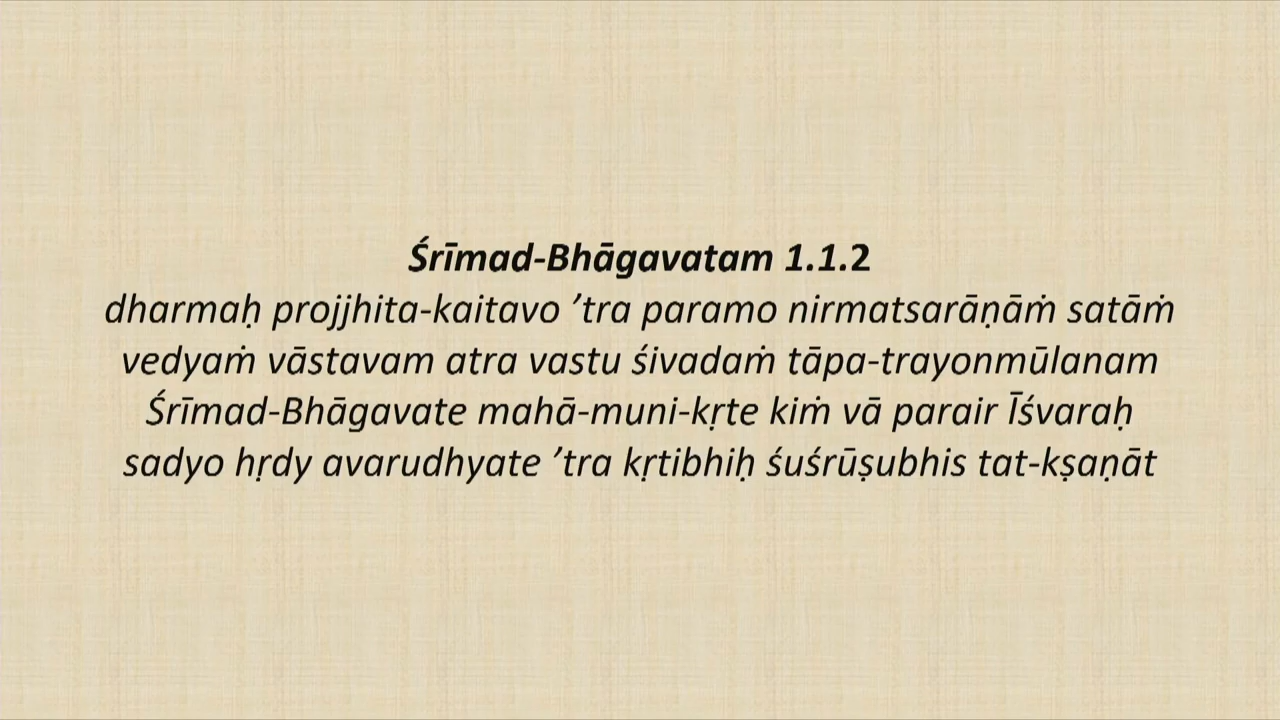 Śrīmad-Bhāgavatam 1.1.2
dharmaḥ projjhita-kaitavo ’tra paramo nirmatsarāṇāṁ satāṁ
vedyaṁ vāstavam atra vastu śivadaṁ tāpa-trayonmūlanam
Śrīmad-Bhāgavate mahā-muni-kṛte kiṁ vā parair Īśvaraḥ
sadyo hṛdy avarudhyate ’tra kṛtibhiḥ śuśrūṣubhis tat-kṣaṇāt